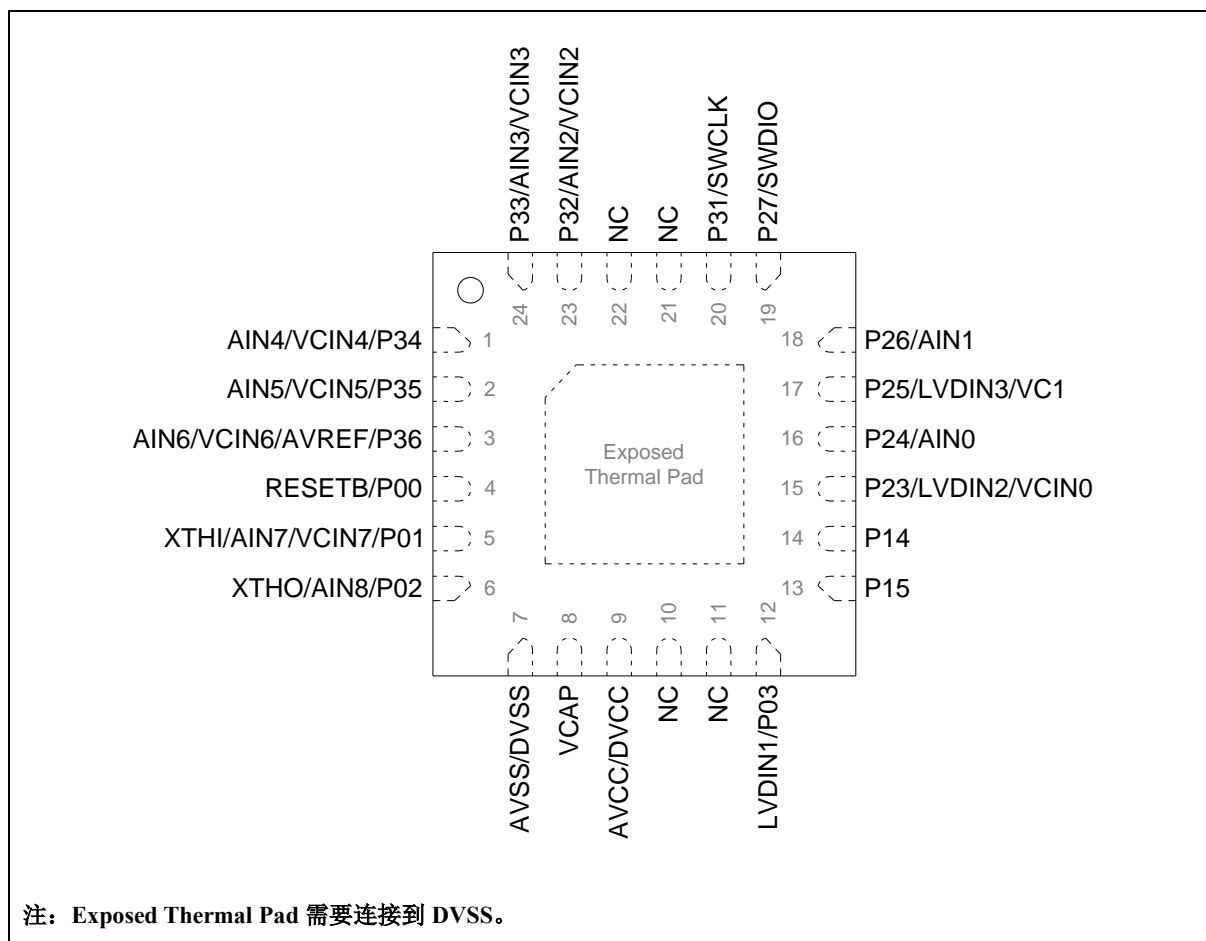 P33/AIN3/VCIN3
P32/AIN2/VCIN2
NC
NC
P31/SWCLK
P27/SWDIO
24
23
22
21
20
19
AIN4/VCIN4/P34
1
18
P26/AIN1
AIN5/VCIN5/P35
2
17
P25/LVDIN3/VC1
AIN6/VCIN6/AVREF/P36
3
16
P24/AIN0
Exposed
Thermal Pad
RESETB/P00
4
15
P23/LVDIN2/VCIN0
XTHI/AIN7/VCIN7/P01
5
14
P14
XTHO/AIN8/P02
6
13
P15
7
8
9
10
11
12
AVSS/DVSS
VCAP
AVCC/DVCC
NC
NC
LVDIN1/P03
注：Exposed Thermal Pad 需要连接到 DVSS。